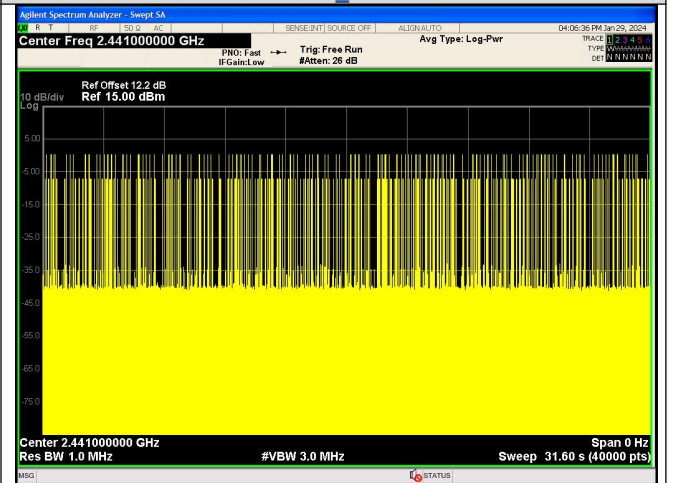 Agilent Spectrum Analyzer - Swept SA
R T RF 50 Ω AC SENSE:INT SOURCE OFF ALIGN AUTO 04:06:36 PM Jan 29, 2024
Center Freq 2.441000000 GHz
Avg Type: Log-Pwr
TRACE 1 2 3 4 5 6
PNO: Fast Trig: Free Run
TYPE
IFGain:Low #Atten: 26 dB
DET N N N N N N
Ref Offset 12.2 dB
10 dB/div Ref 15.00 dBm
Log
5.00
-5.00
-15.0
-25.0
-35.0
-45.0
-55.0
-65.0
-75.0
Center 2.441000000 GHz Span 0 Hz
Res BW 1.0 MHz #VBW 3.0 MHz Sweep 31.60 s (40000 pts)
MSG STATUS